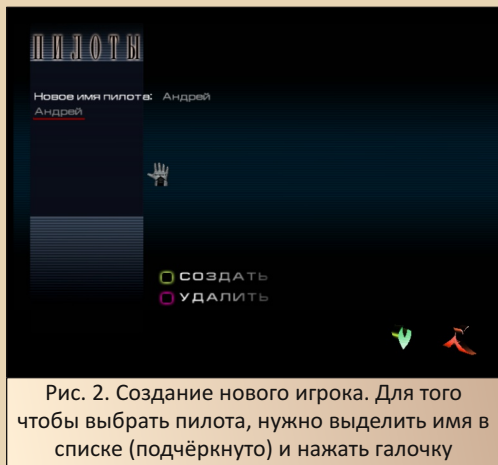 ПИЛОТЫ
Новое имя пилота: Андрей
Андрей
СОЗДАТЬ
УДАЛИТЬ
Рис. 2. Создание нового игрока. Для того
чтобы выбрать пилота, нужно выделить имя в
списке (подчёркнуто) и нажать галочку